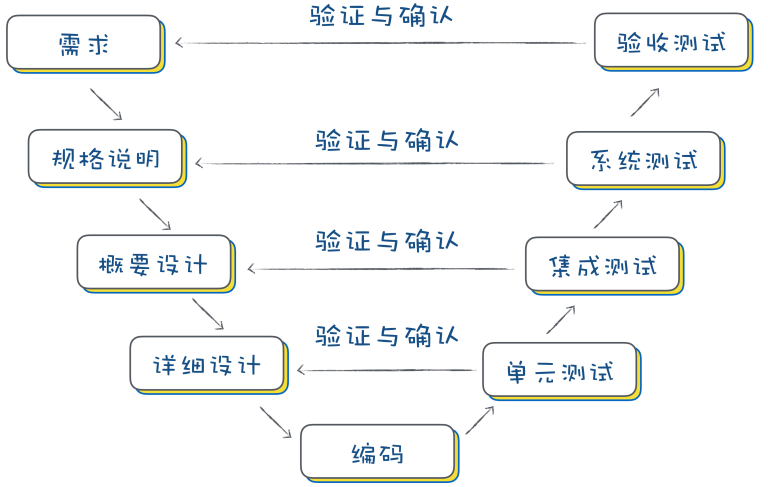 验证与确认
需求
验收测试
验证与确认
规格说明
系统测试
验证与确认
概要设计
集成测试
验证与确认
详细设计
单元测试
编码